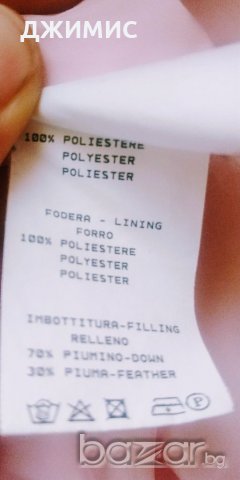 джимис
100% POLIESTERE
POLYESTER
POLIESTER
FODERA - LINING
FORRO
100% POLIESTERE
POLYESTER
POLIESTER
IMBOTTITURA-FILLING
RELLENO
70% PIUMINO-DOWN
30% PIUMA-FEATHER
P
bazar.bg